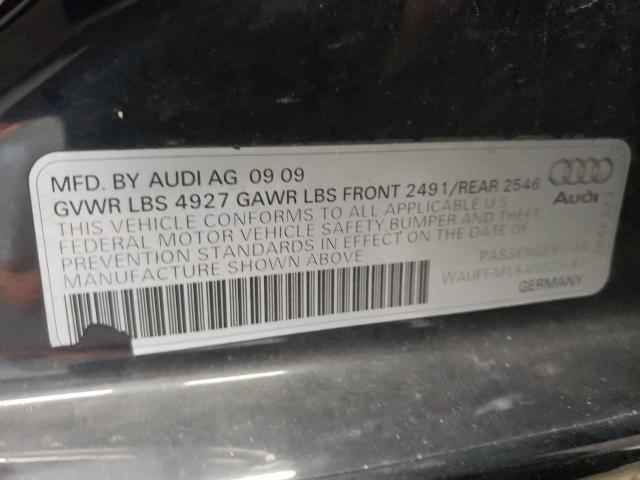 MFD. BY AUDI AG 09 09
GVWR LBS 4927 GAWR LBS FRONT 2491/REAR 2546
THIS VEHICLE CONFORMS TO ALL APPLICABLE U.S
FEDERAL MOTOR VEHICLE SAFETY, BUMPER AND THEFT
PREVENTION STANDARDS IN EFFECT ON THE DATE OF
MANUFACTURE SHOWN ABOVE
Audi
PASSENGER CAR
GERMANY